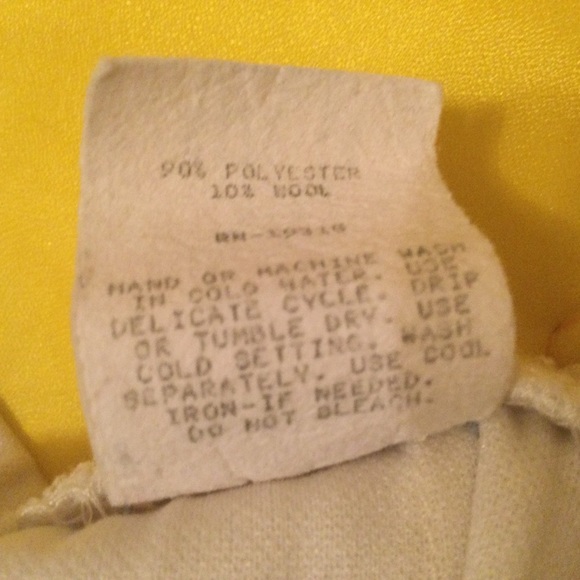 90% POLYESTER
10% WOOL
HAND OR MACHINE WASH
IN COLD WATER. USE
DELICATE CYCLE. DRIP
OR TUMBLE DRY. USE
COLD SETTING. WASH
SEPARATELY. USE COOL
IRON-IF NEEDED.
DO NOT BLEACH.